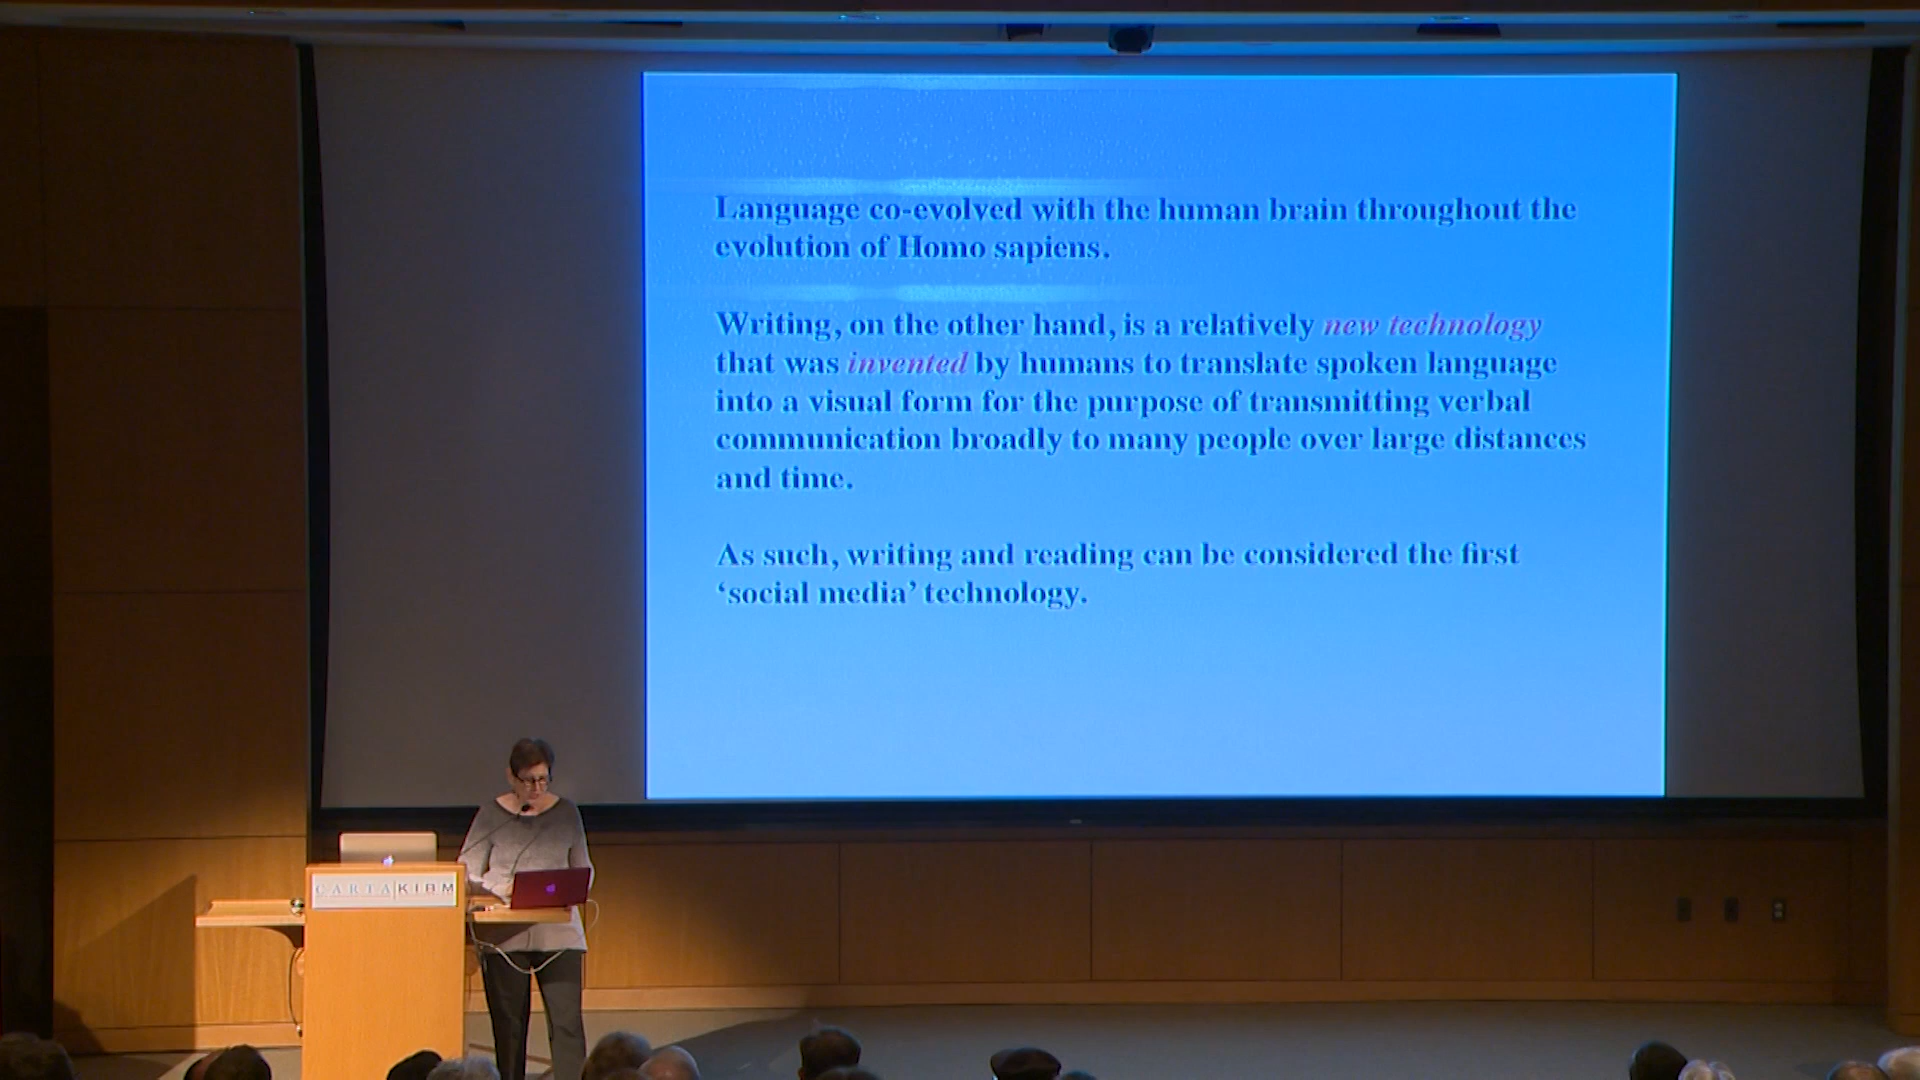 Language co-evolved with the human brain throughout the
evolution of Homo sapiens.
Writing, on the other hand, is a relatively new technology
that was invented by humans to translate spoken language
into a visual form for the purpose of transmitting verbal
communication broadly to many people over large distances
and time.
As such, writing and reading can be considered the first
‘social media’ technology.
CARTA|KIBM